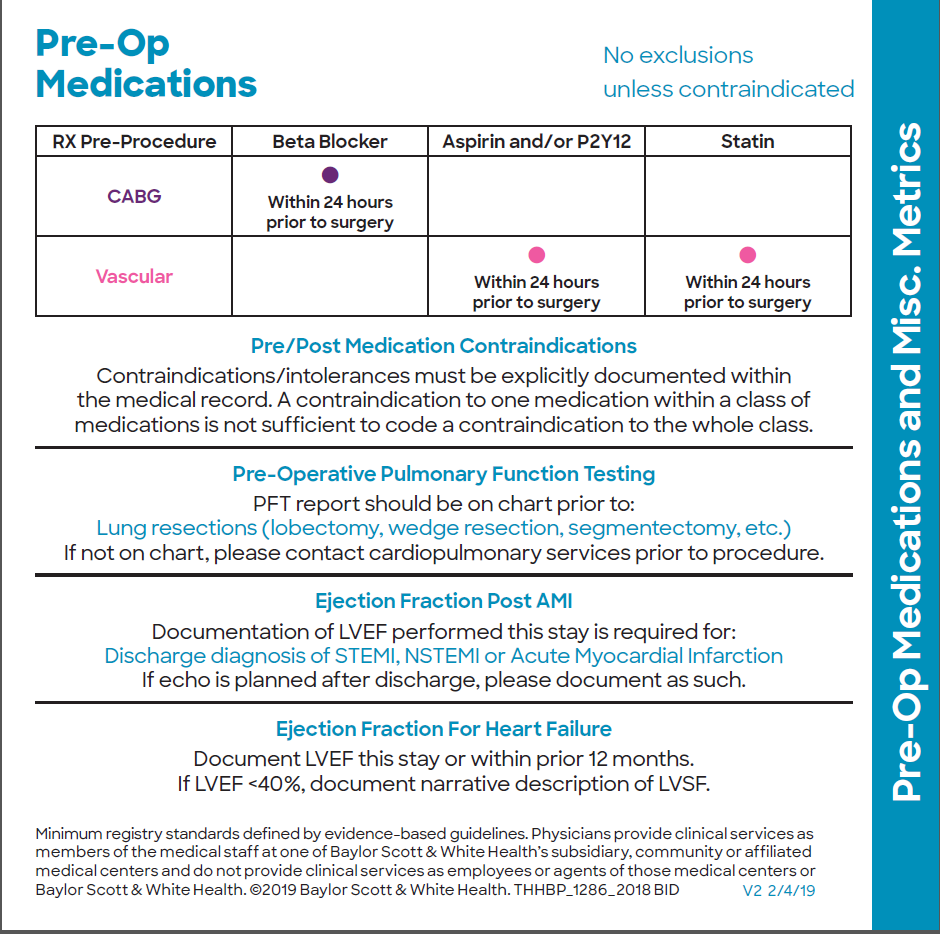 Pre-Op
Medications
No exclusions
unless contraindicated
RX Pre-Procedure Beta Blocker Aspirin and/or P2Y12 Statin
CABG
Within 24 hours
prior to surgery
Vascular
Within 24 hours
prior to surgery
Within 24 hours
prior to surgery
Pre/Post Medication Contraindications
Contraindications/intolerances must be explicitly documented within
the medical record. A contraindication to one medication within a class of
medications is not sufficient to code a contraindication to the whole class.
Pre-Operative Pulmonary Function Testing
PFT report should be on chart prior to:
Lung resections (lobectomy, wedge resection, segmentectomy, etc.)
If not on chart, please contact cardiopulmonary services prior to procedure.
Ejection Fraction Post AMI
Documentation of LVEF performed this stay is required for:
Discharge diagnosis of STEMI, NSTEMI or Acute Myocardial Infarction
If echo is planned after discharge, please document as such.
Ejection Fraction For Heart Failure
Document LVEF this stay or within prior 12 months.
If LVEF <40%, document narrative description of LVSF.
Minimum registry standards defined by evidence-based guidelines. Physicians provide clinical services as
members of the medical staff at one of Baylor Scott & White Health's subsidiary, community or affiliated
medical centers and do not provide clinical services as employees or agents of those medical centers or
Baylor Scott & White Health. ©2019 Baylor Scott & White Health. THHBP_1286_2018 BID V2 2/4/19
Pre-Op Medications and Misc. Metrics